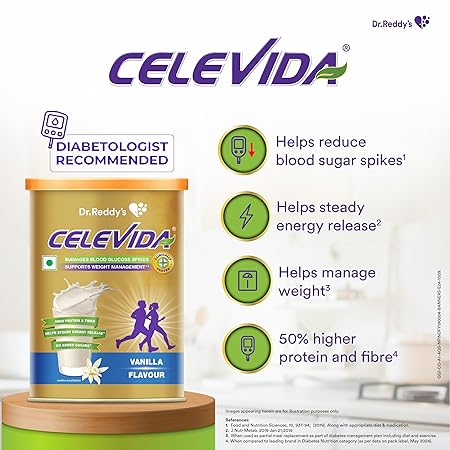 Dr.Reddy's
CELEVIDA®
DIABETOLOGIST
RECOMMENDED
Dr.Reddy's
CELEVIDA
MANAGES BLOOD GLUCOSE SPIKES
SUPPORTS WEIGHT MANAGEMENT**
HIGH PROTEIN & FIBER
HELPS STEADY ENERGY RELEASE
NO ADDED SUGARS
VANILLA
FLAVOUR
Helps reduce
blood sugar spikes¹
Helps steady
energy release²
Helps manage
weight³
50% higher
protein and fibre⁴
Images appearing herein are for illustration purposes only.
References:
1. Food and Nutrition Sciences, 10, 937-94; (2019). Along with appropriate diet & medication.
2. J Nutr Metab. 2019 Jan 21;2019
3. When used as partial meal replacement as part of diabetes management plan including diet and exercise.
4. When compared to leading brand in Diabetes Nutrition category (as per data on pack label, May 2024).